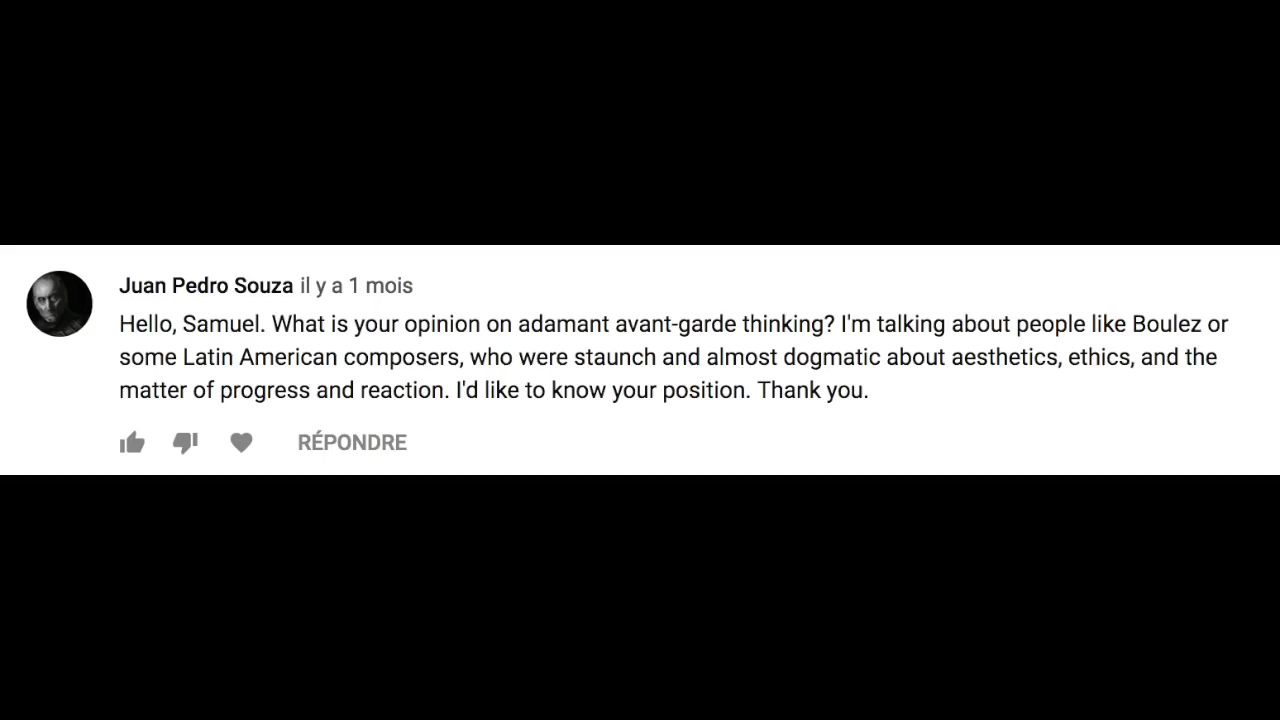 Juan Pedro Souza il y a 1 mois
Hello, Samuel. What is your opinion on adamant avant-garde thinking? I'm talking about people like Boulez or
some Latin American composers, who were staunch and almost dogmatic about aesthetics, ethics, and the
matter of progress and reaction. I'd like to know your position. Thank you.
RÉPONDRE